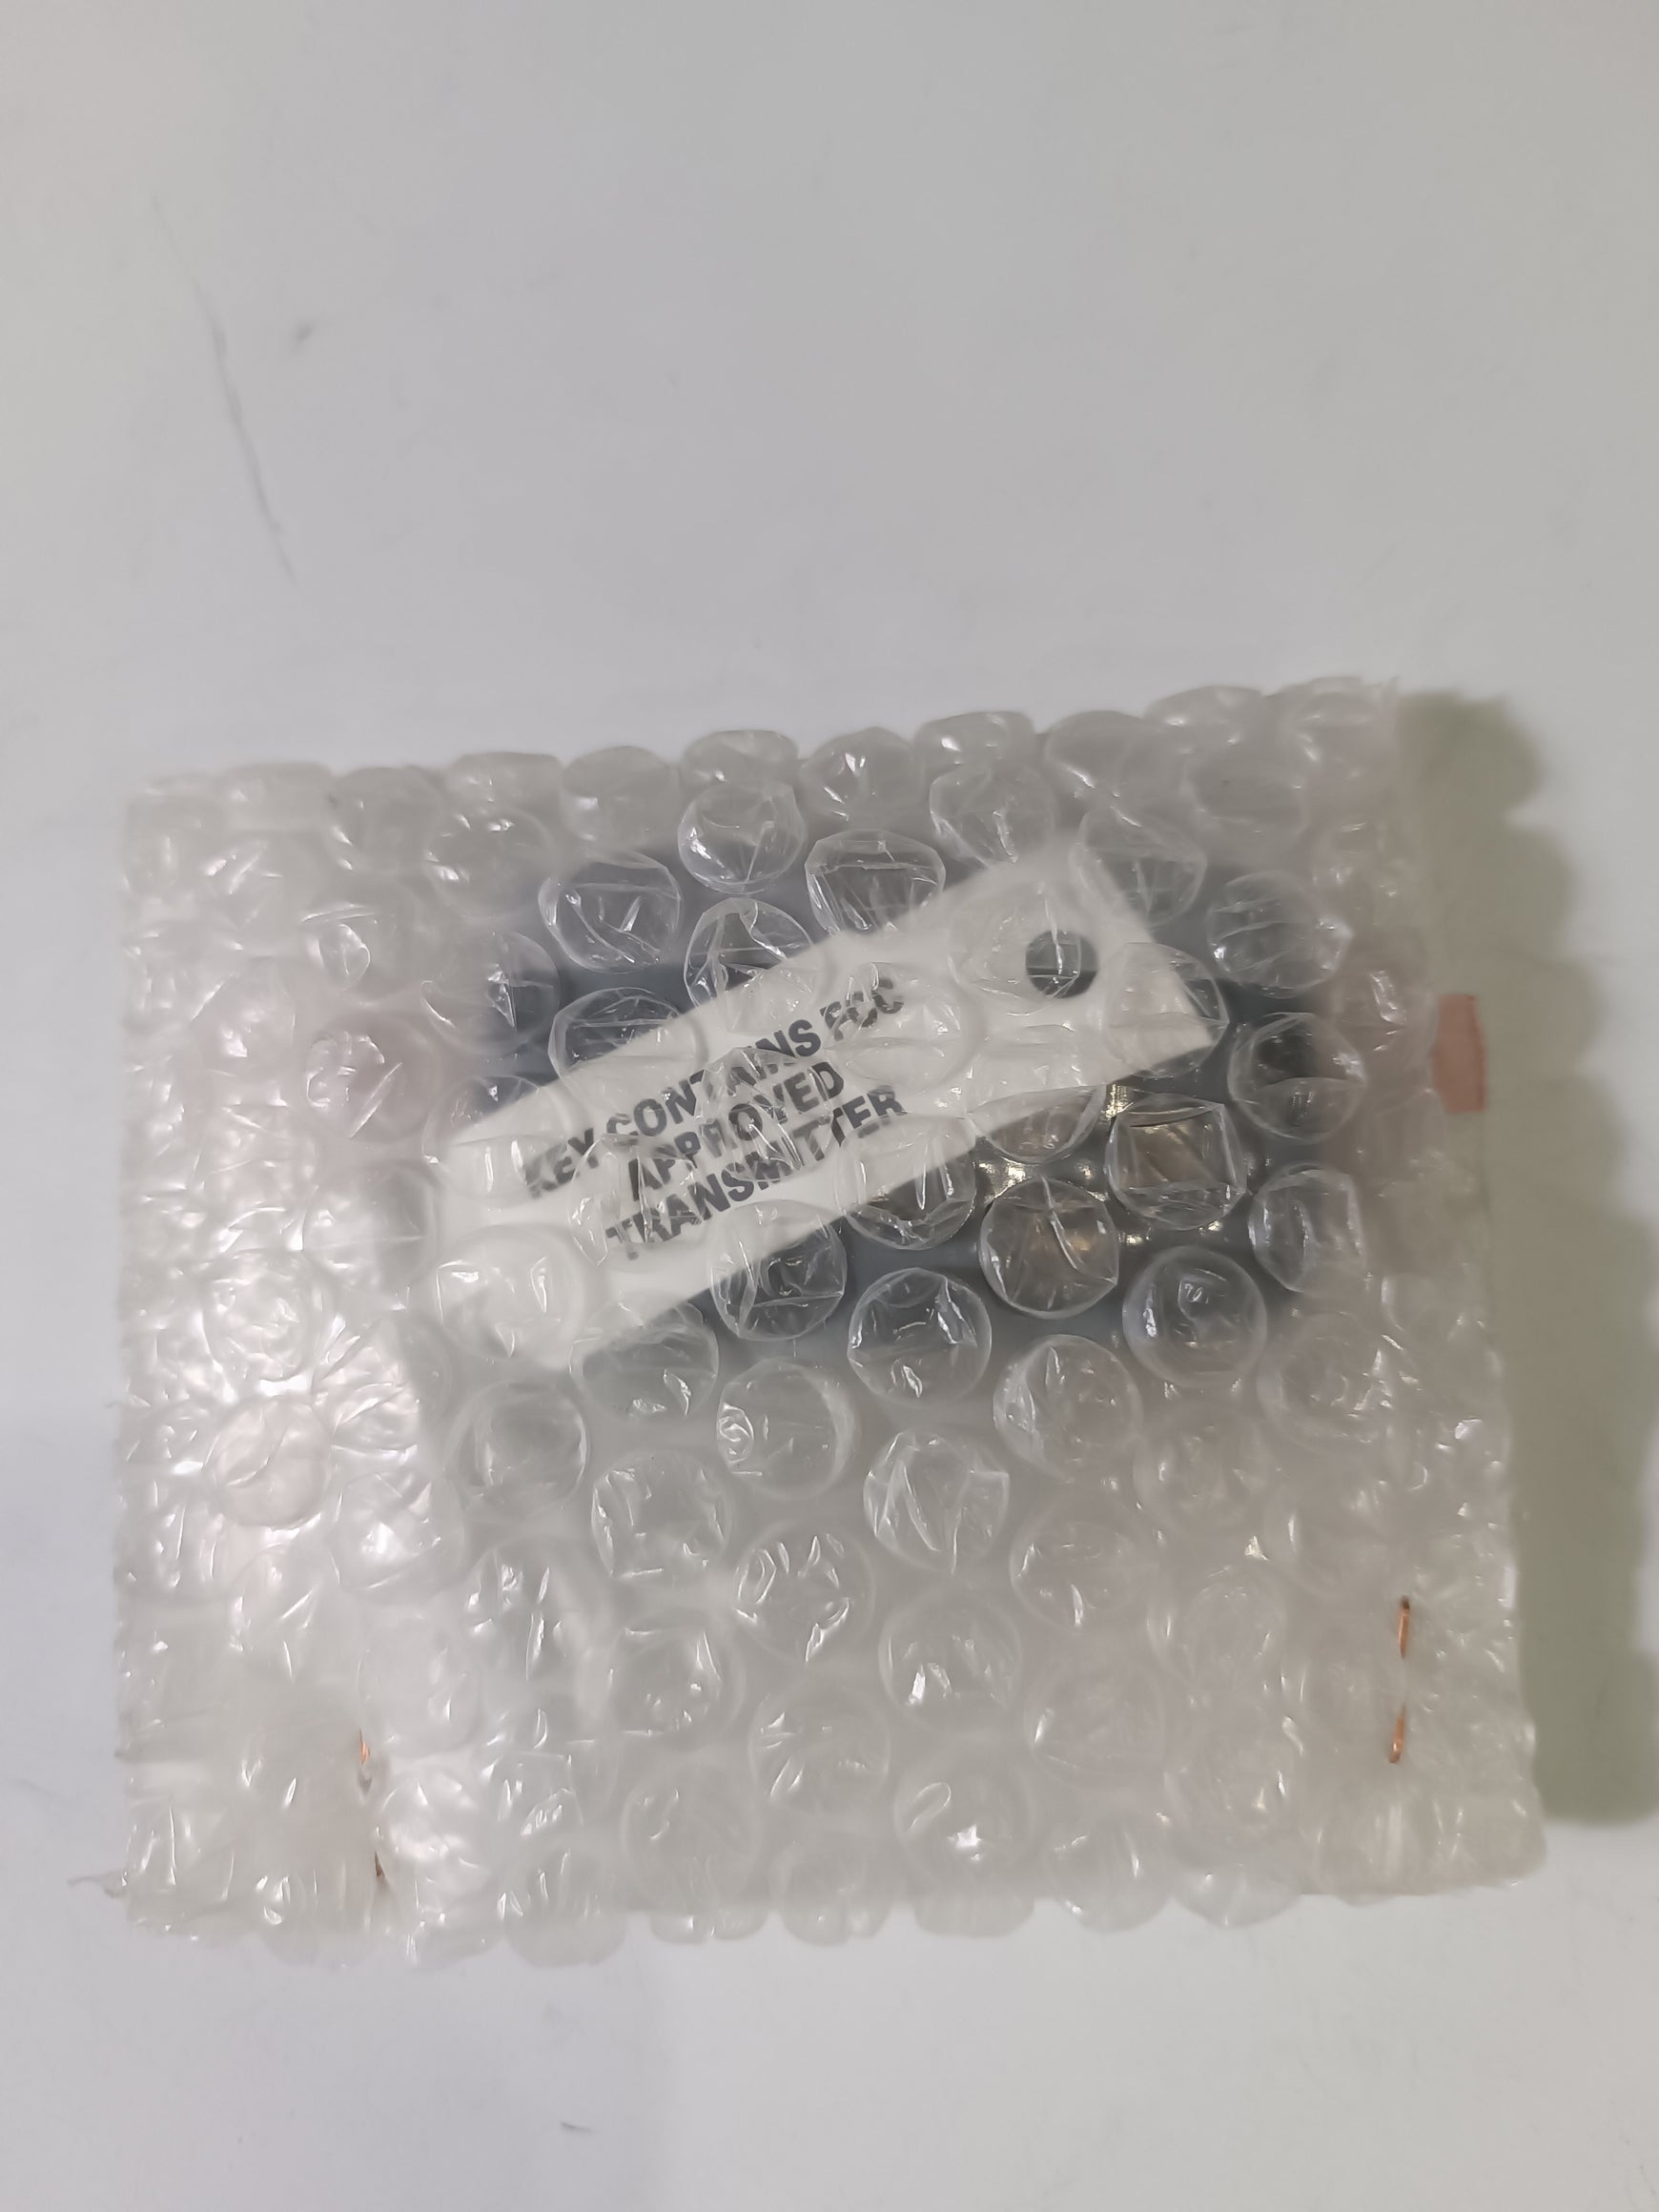 KEY CONTAINS FCC
APPROVED
TRANSMITTER